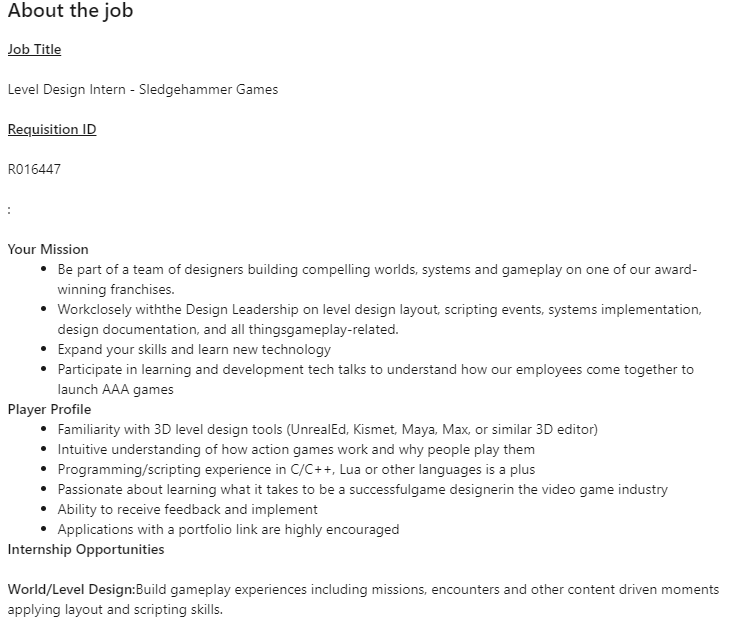 About the job
Job Title
Level Design Intern - Sledgehammer Games
Requisition ID
R016447
:
Your Mission
• Be part of a team of designers building compelling worlds, systems and gameplay on one of our award-
winning franchises.
• Workclosely withthe Design Leadership on level design layout, scripting events, systems implementation,
design documentation, and all thingsgameplay-related.
• Expand your skills and learn new technology
• Participate in learning and development tech talks to understand how our employees come together to
launch AAA games
Player Profile
• Familiarity with 3D level design tools (UnrealEd, Kismet, Maya, Max, or similar 3D editor)
• Intuitive understanding of how action games work and why people play them
• Programming/scripting experience in C/C++, Lua or other languages is a plus
• Passionate about learning what it takes to be a successfulgame designerin the video game industry
• Ability to receive feedback and implement
• Applications with a portfolio link are highly encouraged
Internship Opportunities
World/Level Design:Build gameplay experiences including missions, encounters and other content driven moments
applying layout and scripting skills.